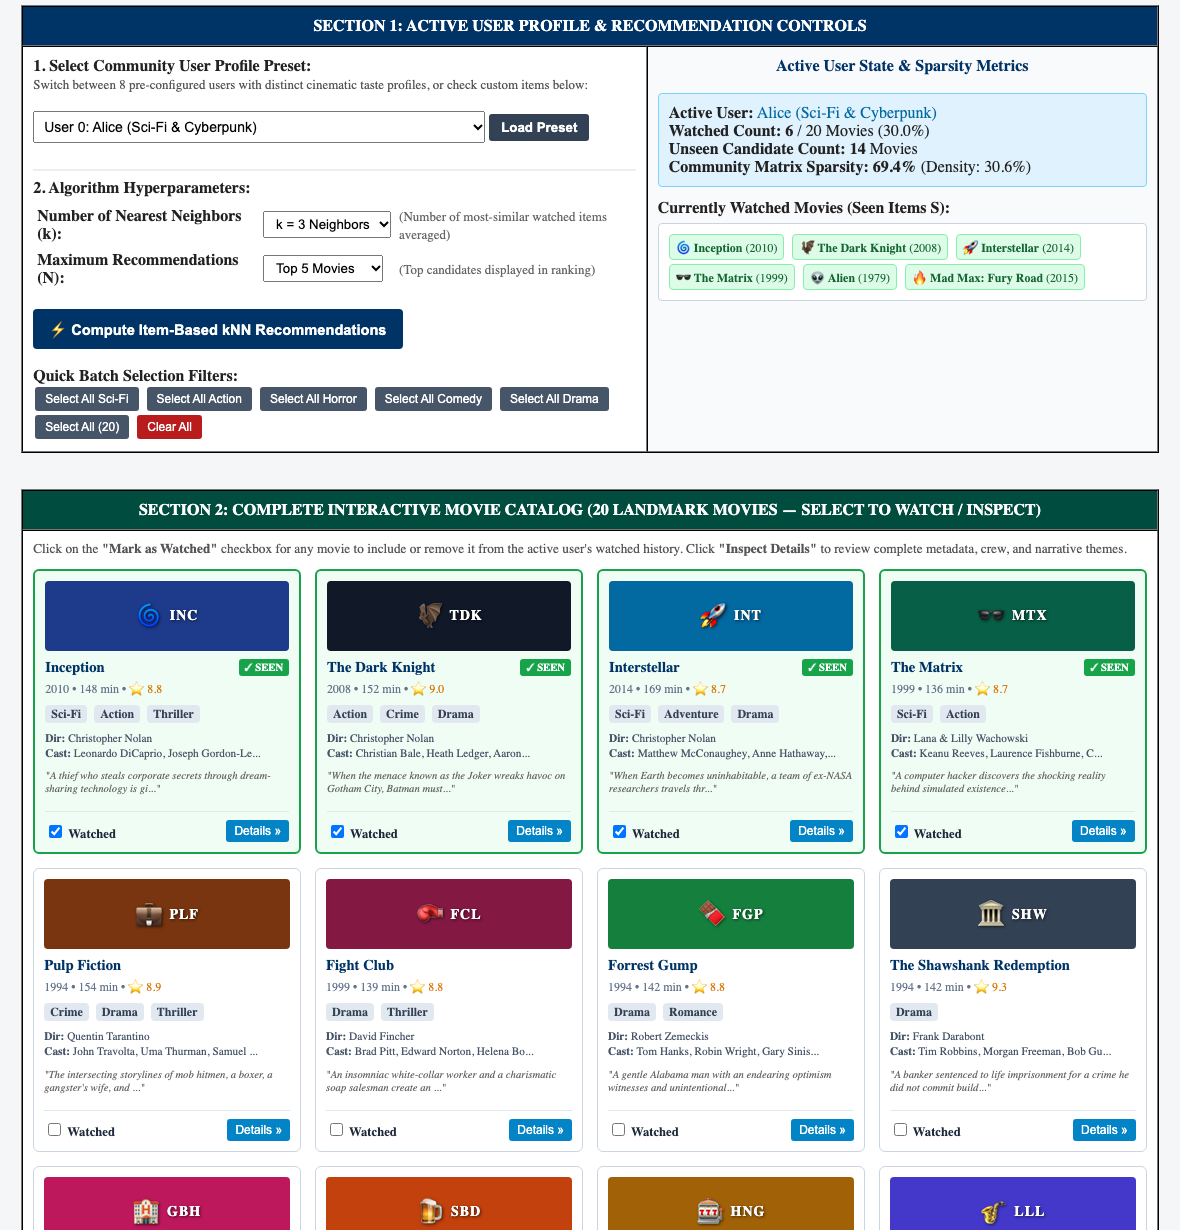 SECTION 1: ACTIVE USER PROFILE & RECOMMENDATION CONTROLS
1. Select Community User Profile Preset:
Switch between 8 pre-configured users with distinct cinematic taste profiles, or check custom items below:
User 0: Alice (Sci-Fi & Cyberpunk)
Load Preset
2. Algorithm Hyperparameters:
Number of Nearest Neighbors
(k):
k = 3 Neighbors
(Number of most-similar watched items
averaged)
Maximum Recommendations
(N):
Top 5 Movies
(Top candidates displayed in ranking)
⚡ Compute Item-Based kNN Recommendations
Quick Batch Selection Filters:
Select All Sci-Fi Select All Action Select All Horror Select All Comedy Select All Drama
Select All (20) Clear All
Active User State & Sparsity Metrics
Active User: Alice (Sci-Fi & Cyberpunk)
Watched Count: 6 / 20 Movies (30.0%)
Unseen Candidate Count: 14 Movies
Community Matrix Sparsity: 69.4% (Density: 30.6%)
Currently Watched Movies (Seen Items S):
🌀 Inception (2010) 🦇 The Dark Knight (2008) 🚀 Interstellar (2014)
🕶️ The Matrix (1999) 👽 Alien (1979) 🔥 Mad Max: Fury Road (2015)
SECTION 2: COMPLETE INTERACTIVE MOVIE CATALOG (20 LANDMARK MOVIES — SELECT TO WATCH / INSPECT)
Click on the "Mark as Watched" checkbox for any movie to include or remove it from the active user's watched history. Click "Inspect Details" to review complete metadata, crew, and narrative themes.
🌀 INC
Inception ✓ SEEN
2010 • 148 min • ⭐ 8.8
Sci-Fi Action Thriller
Dir: Christopher Nolan
Cast: Leonardo DiCaprio, Joseph Gordon-Le...
"A thief who steals corporate secrets through dream-
sharing technology is gi..."
Watched Details »
🦇 TDK
The Dark Knight ✓ SEEN
2008 • 152 min • ⭐ 9.0
Action Crime Drama
Dir: Christopher Nolan
Cast: Christian Bale, Heath Ledger, Aaron...
"When the menace known as the Joker wreaks havoc on
Gotham City, Batman must..."
Watched Details »
🚀 INT
Interstellar ✓ SEEN
2014 • 169 min • ⭐ 8.7
Sci-Fi Adventure Drama
Dir: Christopher Nolan
Cast: Matthew McConaughey, Anne Hathaway,...
"When Earth becomes uninhabitable, a team of ex-NASA
researchers travels thr..."
Watched Details »
🕶️ MTX
The Matrix ✓ SEEN
1999 • 136 min • ⭐ 8.7
Sci-Fi Action
Dir: Lana & Lilly Wachowski
Cast: Keanu Reeves, Laurence Fishburne, C...
"A computer hacker discovers the shocking reality
behind simulated existence..."
Watched Details »
💼 PLF
Pulp Fiction
1994 • 154 min • ⭐ 8.9
Crime Drama Thriller
Dir: Quentin Tarantino
Cast: John Travolta, Uma Thurman, Samuel ...
"The intersecting storylines of mob hitmen, a boxer, a
gangster's wife, and ..."
Watched Details »
🥊 FCL
Fight Club
1999 • 139 min • ⭐ 8.8
Drama Thriller
Dir: David Fincher
Cast: Brad Pitt, Edward Norton, Helena Bo...
"An insomniac white-collar worker and a charismatic
soap salesman create an ..."
Watched Details »
🍫 FGP
Forrest Gump
1994 • 142 min • ⭐ 8.8
Drama Romance
Dir: Robert Zemeckis
Cast: Tom Hanks, Robin Wright, Gary Sinis...
"A gentle Alabama man with an endearing optimism
witnesses and unintentional..."
Watched Details »
🏛️ SHW
The Shawshank Redemption
1994 • 142 min • ⭐ 9.3
Drama
Dir: Frank Darabont
Cast: Tim Robbins, Morgan Freeman, Bob Gu...
"A banker sentenced to life imprisonment for a crime he
did not commit build..."
Watched Details »
🏨 GBH
🍺 SBD
🎰 HNG
🎷 LLL